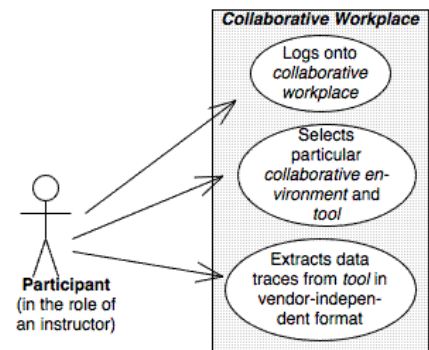 Collaborative Workplace
Logs onto
collaborative
workplace
Selects
particular
collaborative en-
vironment and
tool
Extracts data
traces from tool in
vendor-indepen-
dent format
Participant
(in the role of
an instructor)